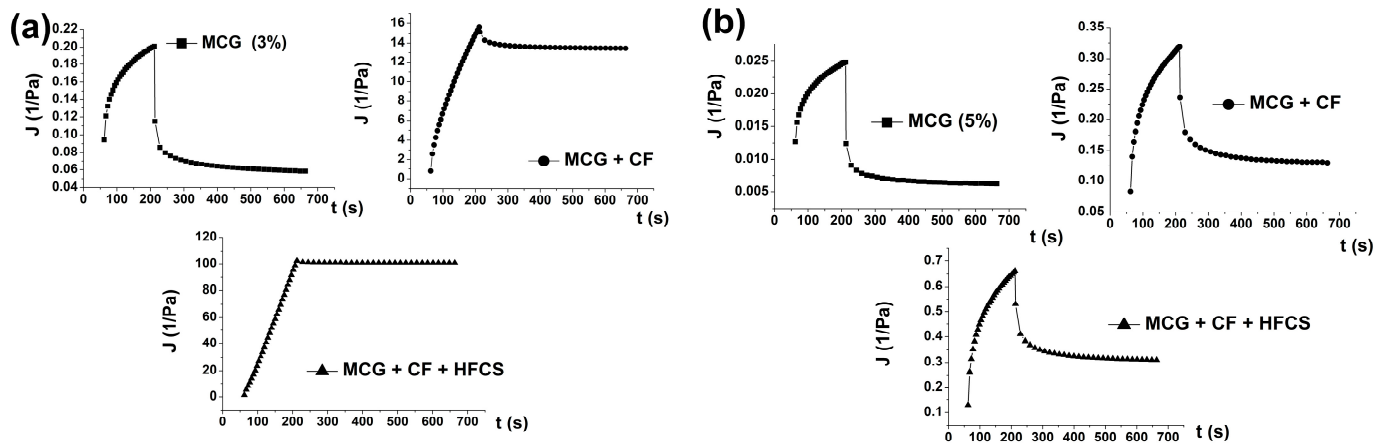 (a)
0.22
0.20
0.18
0.16
0.14
0.12
0.10
0.08
0.06
0.04
J (1/Pa)
MCG (3%)
0 100 200 300 400 500 600 700
t (s)
16
14
12
10
8
6
4
2
0
J (1/Pa)
MCG + CF
0 100 200 300 400 500 600 700
t (s)
120
100
80
60
40
20
0
J (1/Pa)
MCG + CF + HFCS
0 100 200 300 400 500 600 700
t (s)
(b)
0.025
0.020
0.015
0.010
0.005
J (1/Pa)
MCG (5%)
0 100 200 300 400 500 600 700
t (s)
0.35
0.30
0.25
0.20
0.15
0.10
0.05
J (1/Pa)
MCG + CF
0 100 200 300 400 500 600 700
t (s)
0.7
0.6
0.5
0.4
0.3
0.2
0.1
J (1/Pa)
MCG + CF + HFCS
0 100 200 300 400 500 600 700
t (s)